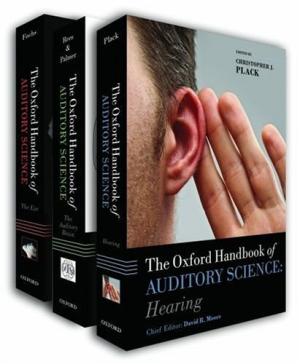 Fuchs
The Oxford Handbook of
AUDITORY SCIENCE
The Ear
OXFORD
Rees
& Palmer
The Oxford Handbook of
AUDITORY SCIENCE
The Auditory
Brain
OXFORD
Plack
The Oxford Handbook of
AUDITORY SCIENCE
Hearing
OXFORD
EDITED BY
CHRISTOPHER J.
PLACK
The Oxford Handbook of
AUDITORY SCIENCE:
Hearing
Chief Editor: David R. Moore